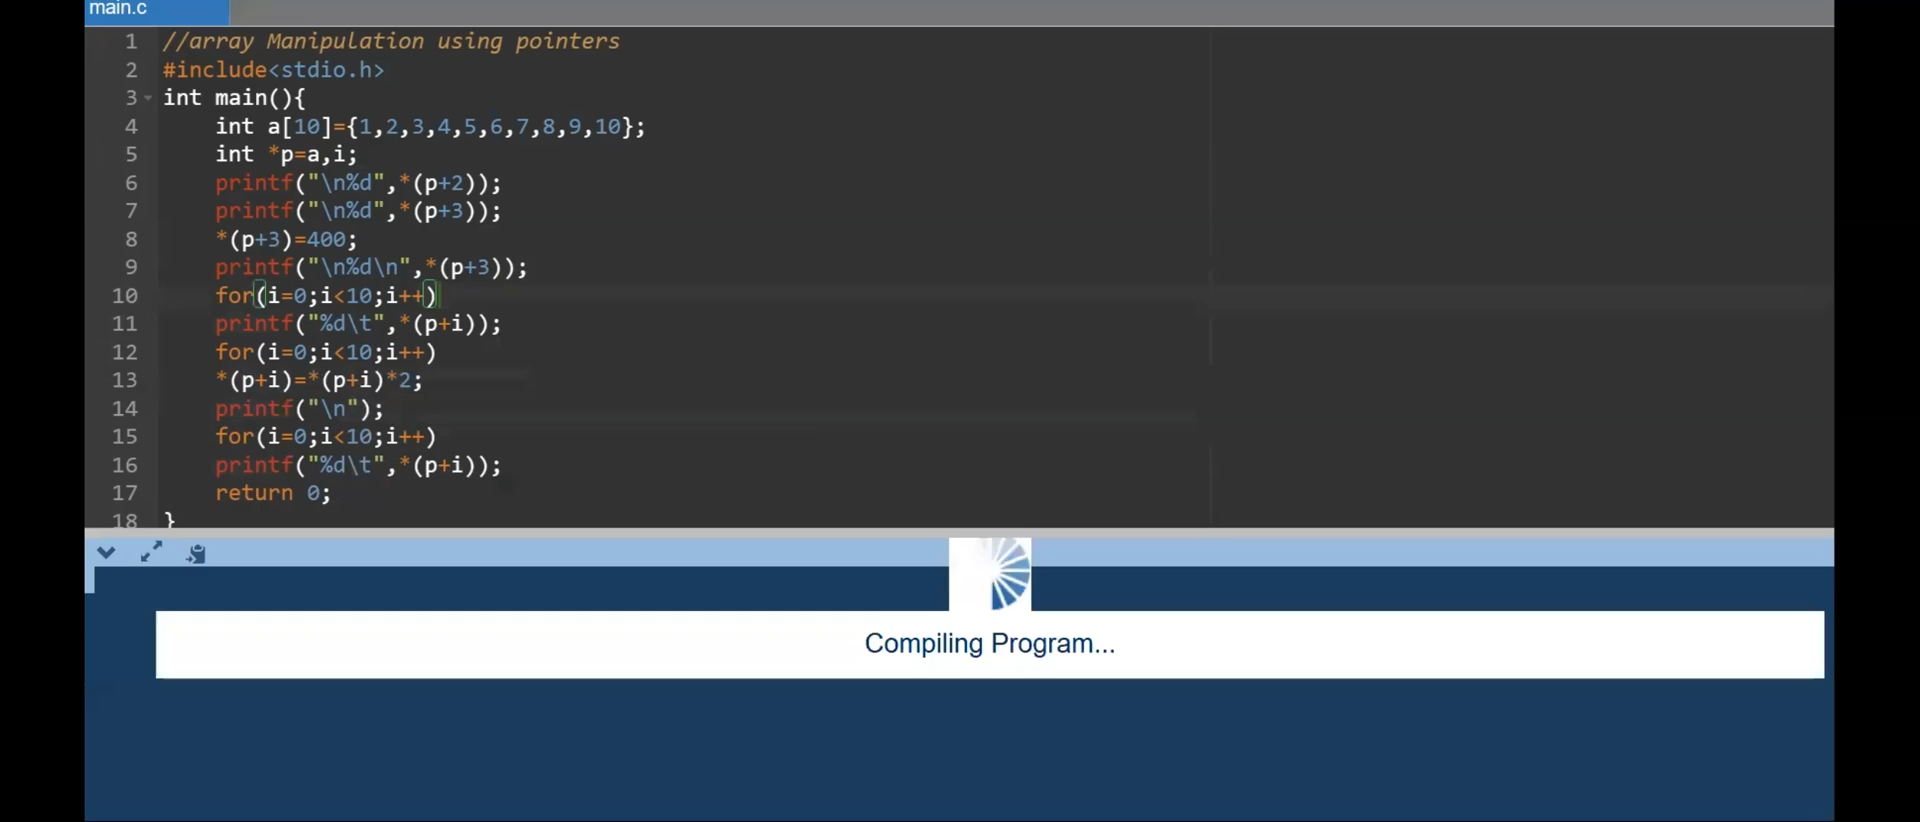 main.c
1 //array Manipulation using pointers
2 #include<stdio.h>
3 int main(){
4 int a[10]={1,2,3,4,5,6,7,8,9,10};
5 int *p=a,i;
6 printf("\n%d",*(p+2));
7 printf("\n%d",*(p+3));
8 *(p+3)=400;
9 printf("\n%d\n",*(p+3));
10 for(i=0;i<10;i++)
11 printf("%d\t",*(p+i));
12 for(i=0;i<10;i++)
13 *(p+i)=*(p+i)*2;
14 printf("\n");
15 for(i=0;i<10;i++)
16 printf("%d\t",*(p+i));
17 return 0;
18 }
Compiling Program...